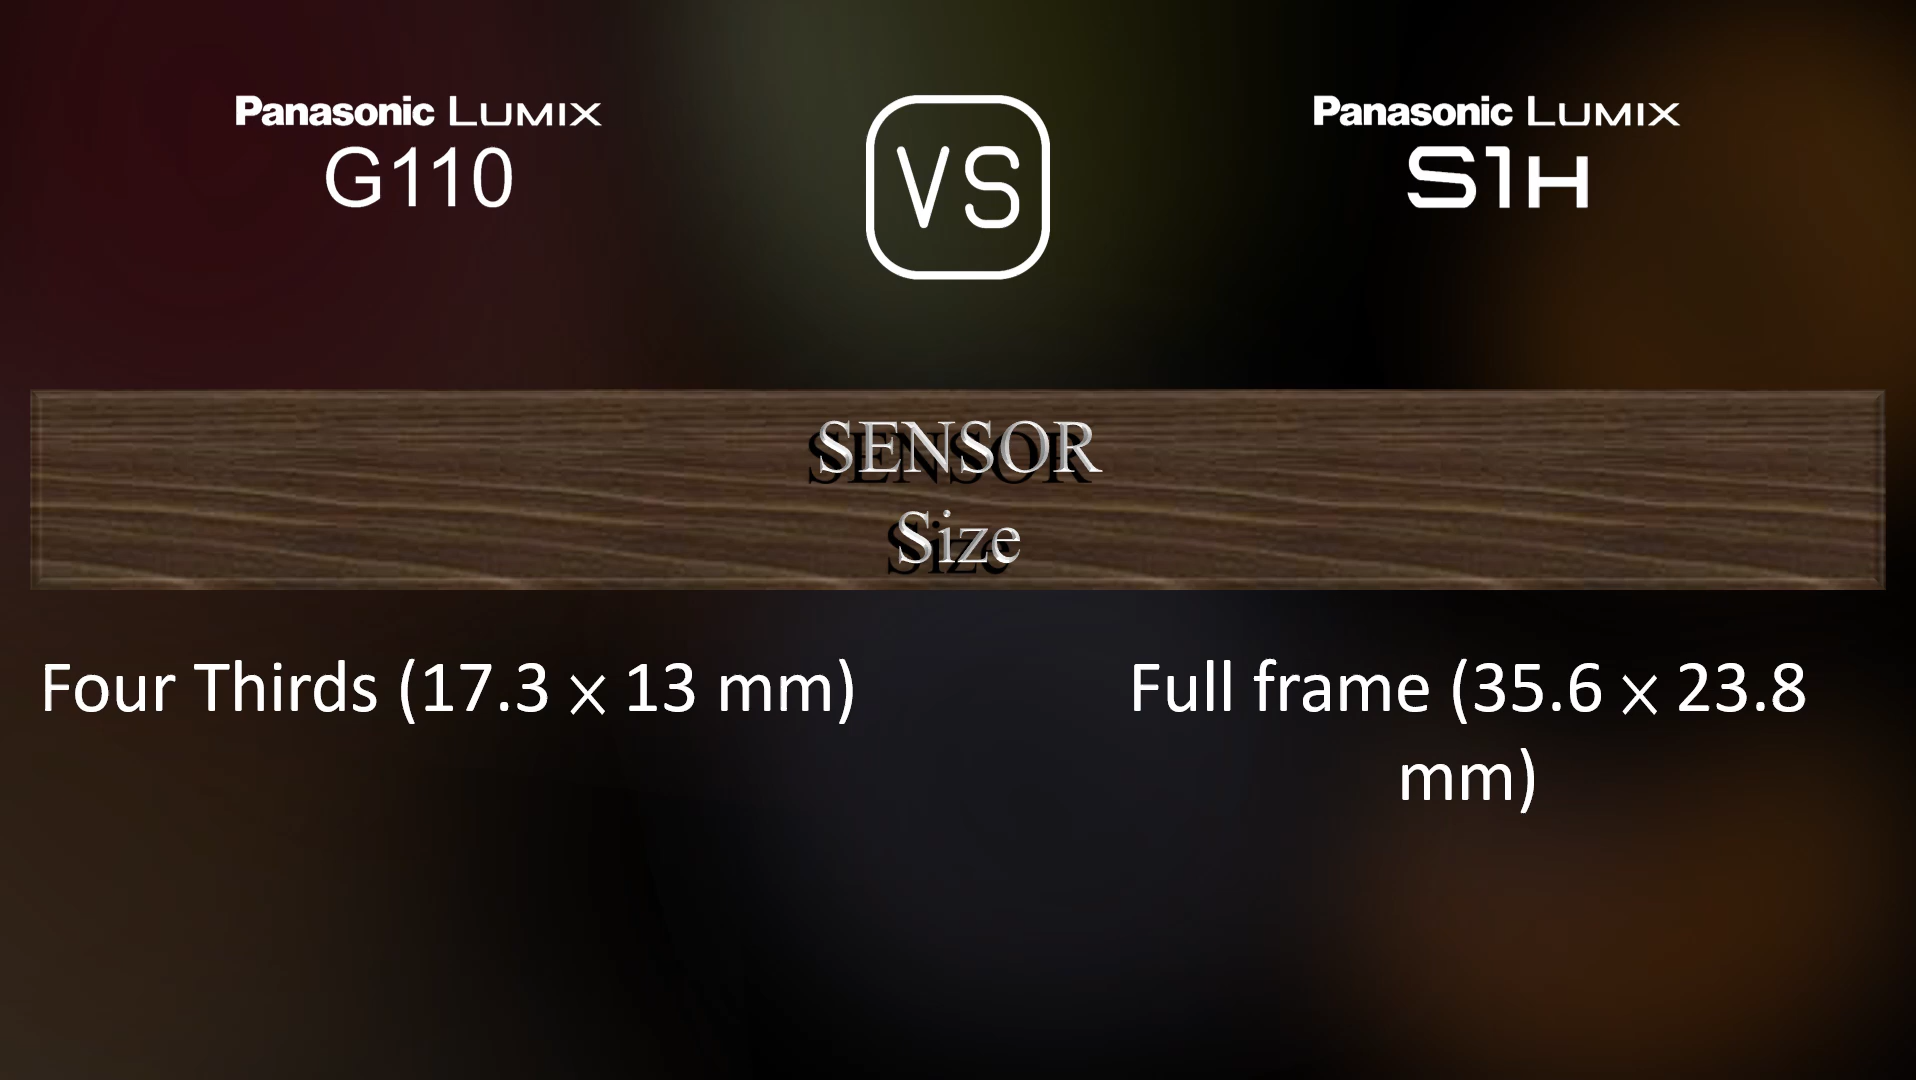 Panasonic LUMIX
G110
VS
Panasonic LUMIX
S1H
SENSOR
Size
Four Thirds (17.3 x 13 mm)
Full frame (35.6 x 23.8
mm)